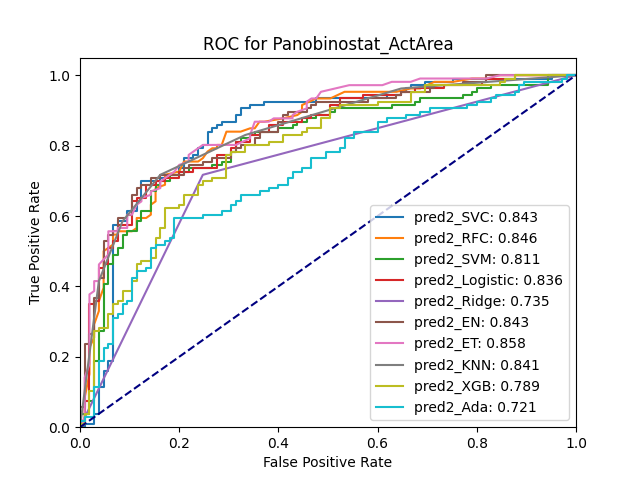 ROC for Panobinostat_ActArea
True Positive Rate
1.0
0.8
0.6
0.4
0.2
0.0
pred2_SVC: 0.843
pred2_RFC: 0.846
pred2_SVM: 0.811
pred2_Logistic: 0.836
pred2_Ridge: 0.735
pred2_EN: 0.843
pred2_ET: 0.858
pred2_KNN: 0.841
pred2_XGB: 0.789
pred2_Ada: 0.721
0.0 0.2 0.4 0.6 0.8 1.0
False Positive Rate